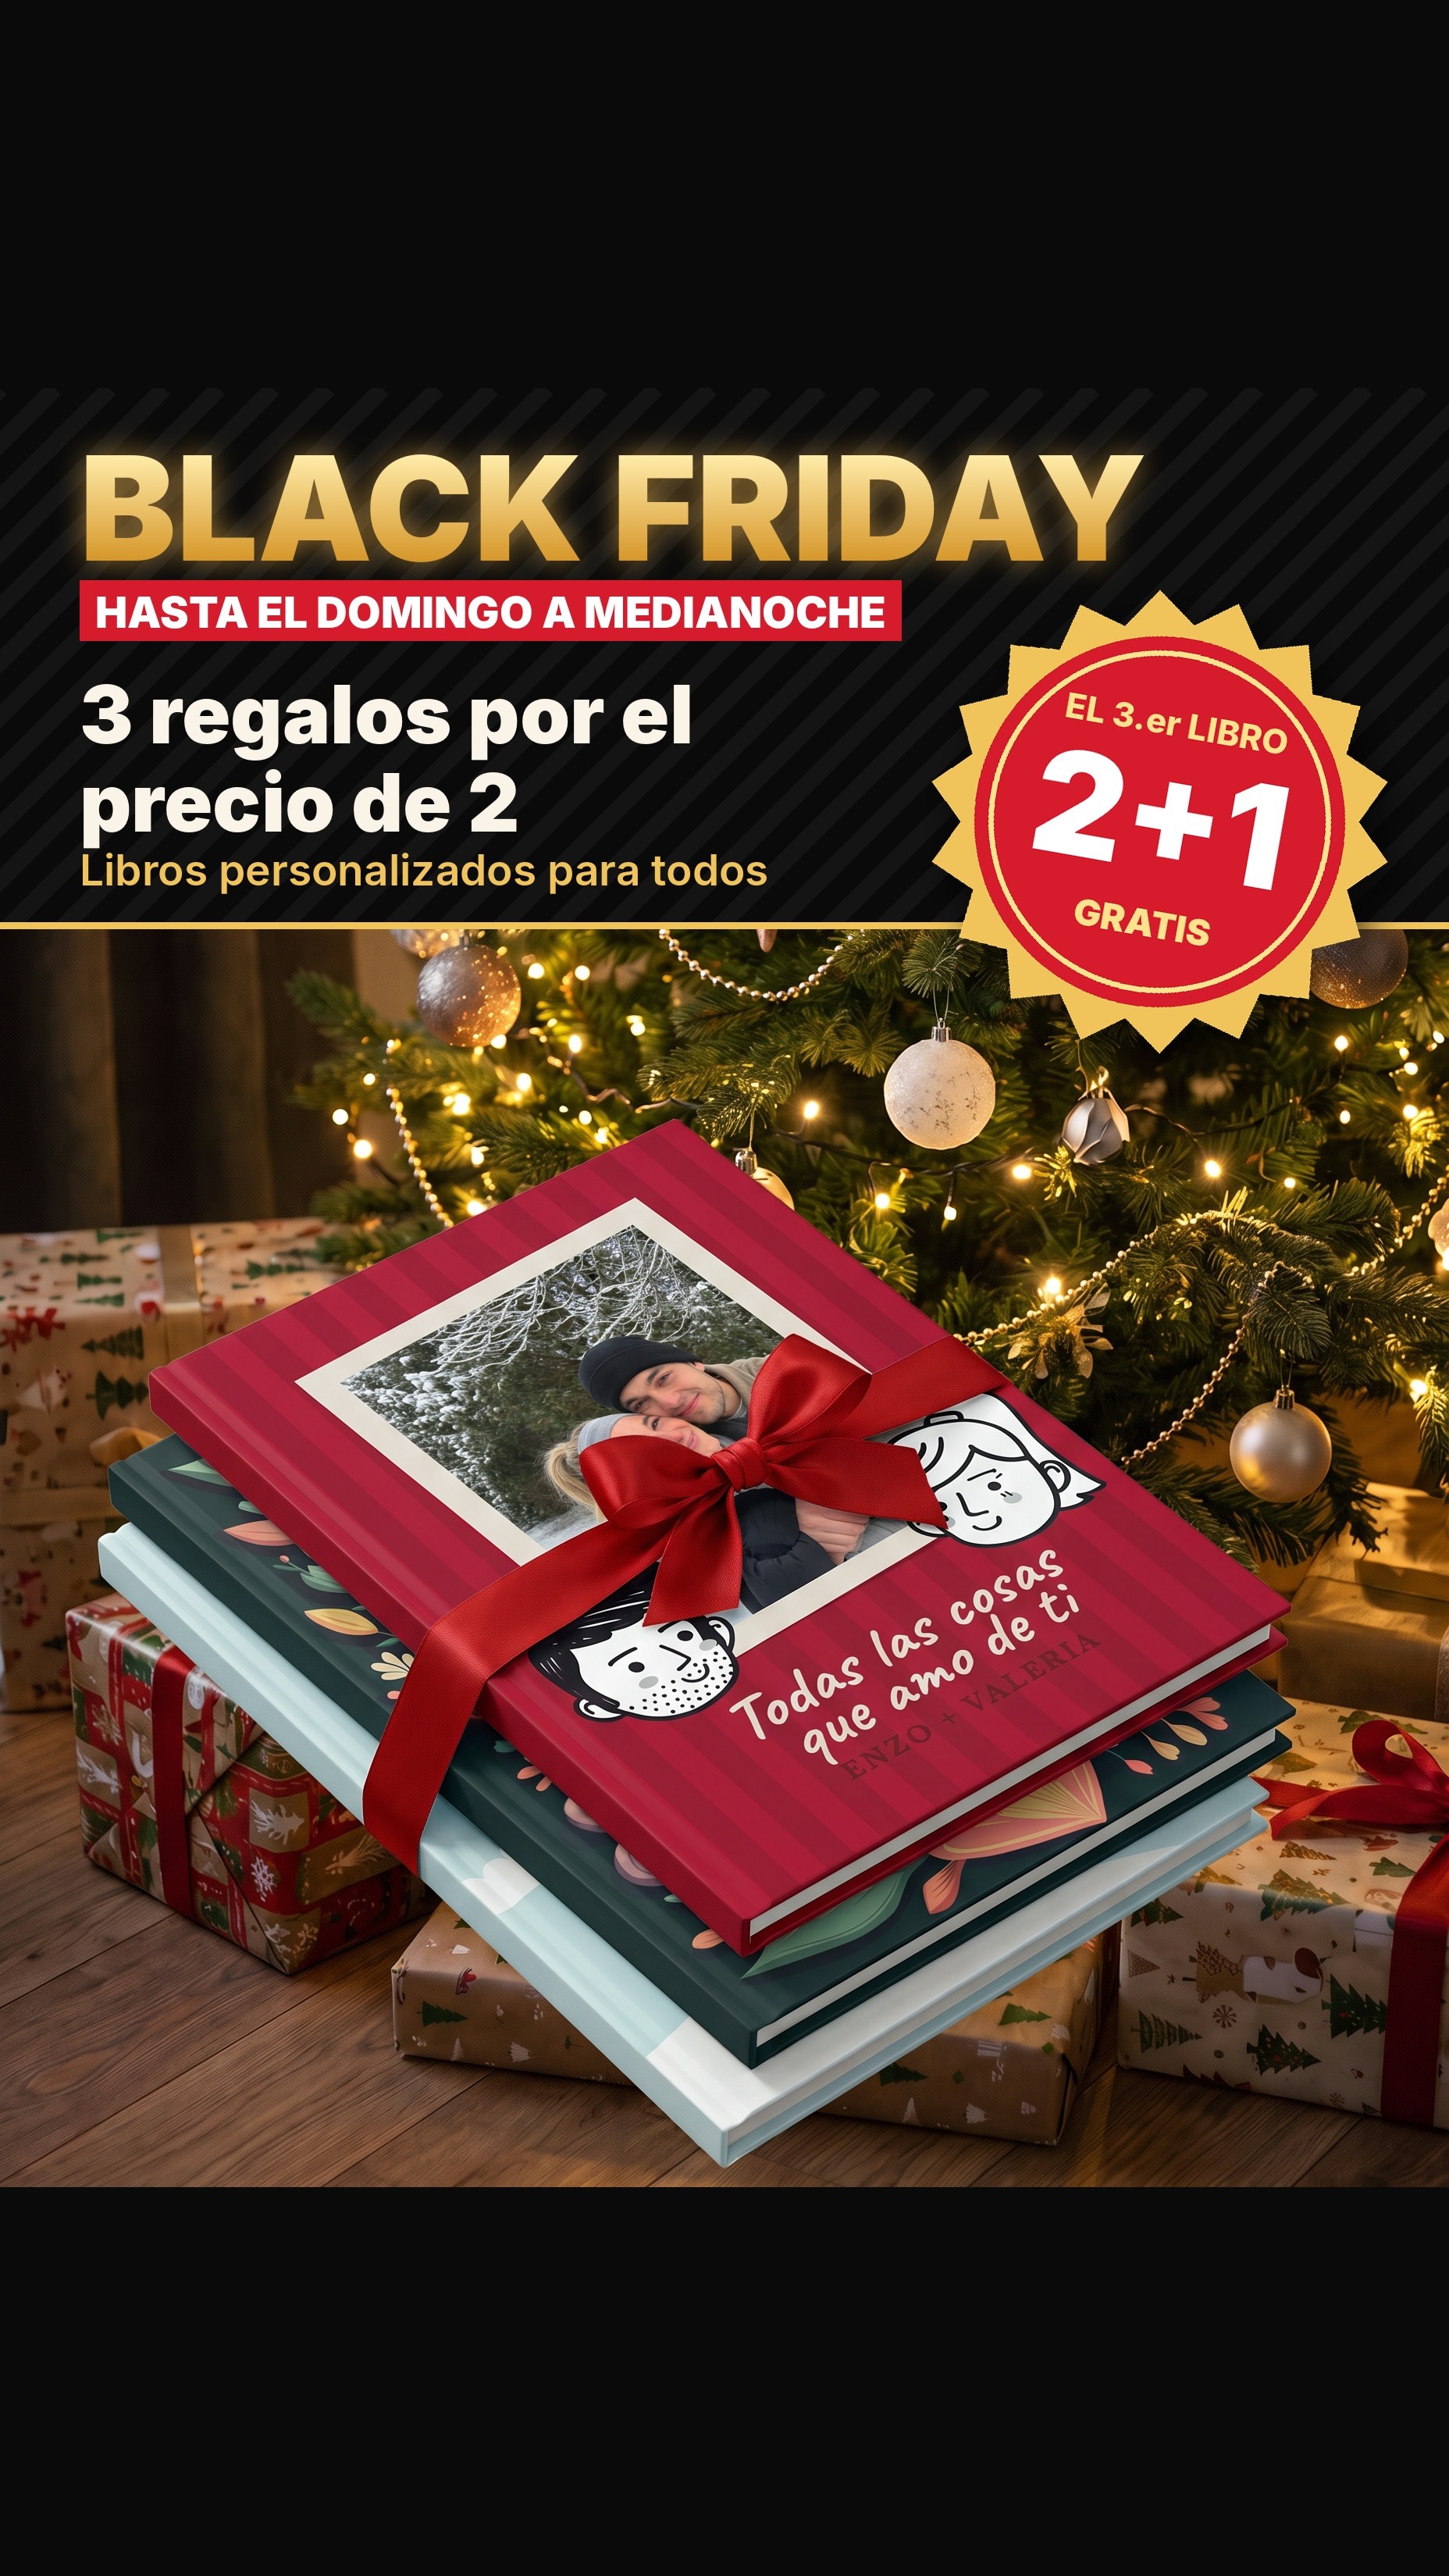 BLACK FRIDAY
HASTA EL DOMINGO A MEDIANOCHE
3 regalos por el
precio de 2
Libros personalizados para todos
EL 3.er LIBRO
2+1
GRATIS
Todas las cosas
que amo de ti
ENZO + VALERIA